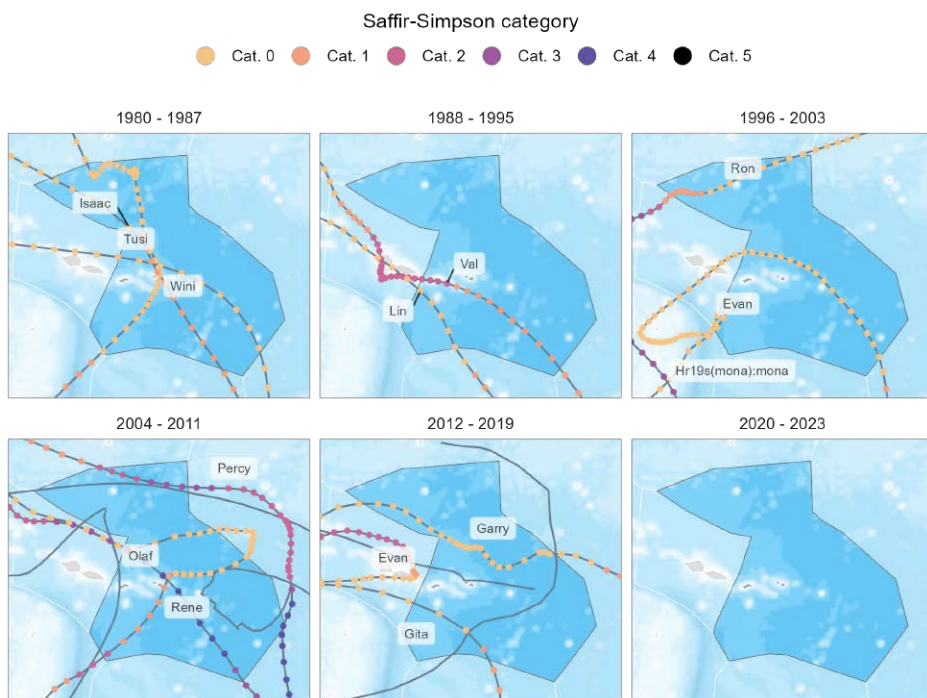 Saffir-Simpson category
Cat. 0 Cat. 1 Cat. 2 Cat. 3 Cat. 4 Cat. 5
1980 - 1987
Isaac
Tusi
Wini
1988 - 1995
Val
Lin
1996 - 2003
Ron
Evan
Hr19s(mona):mona
2004 - 2011
Percy
Olaf
Rene
2012 - 2019
Garry
Evan
Gita
2020 - 2023